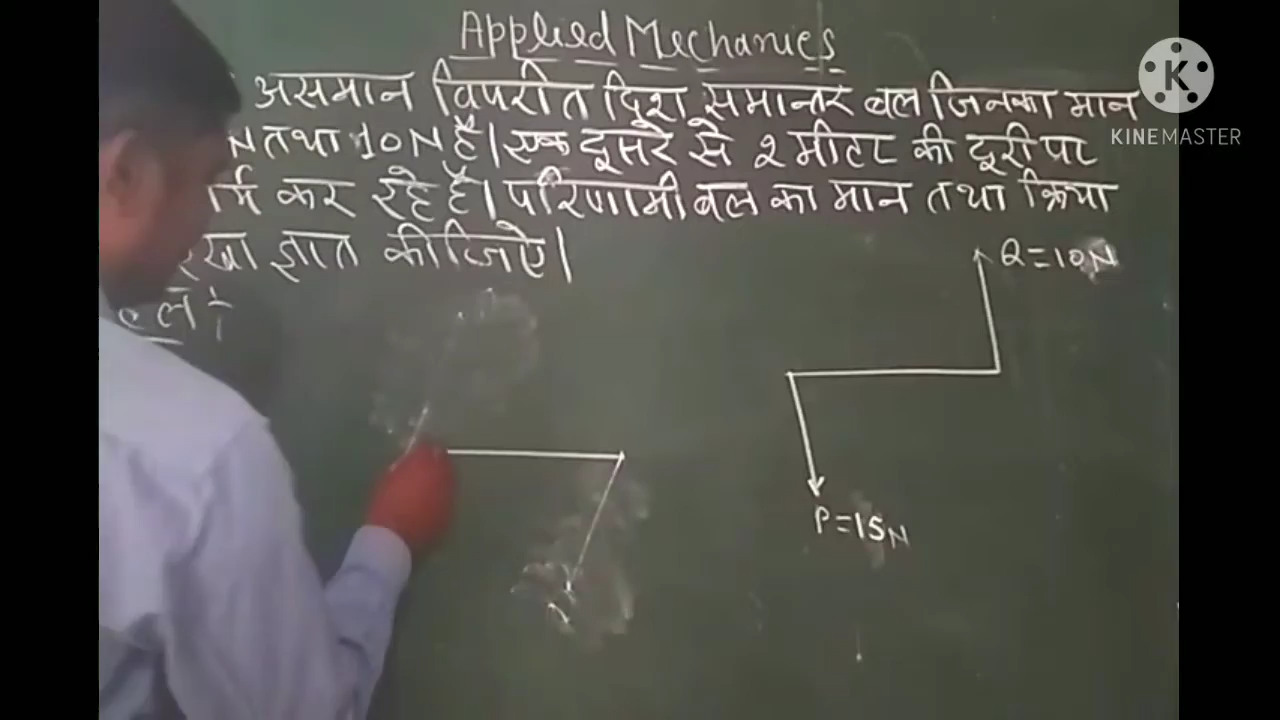 Applied Mechanics
असमान विपरीत दिशा समान्तर बल जिनका मान
N तथा 10N है। एक दूसरे से 2 मीटर की दूरी पर
कर रहे है। परिणामी बल का मान तथा क्रिया
रेखा ज्ञात कीजिए।
हल÷
Q=10N
P=15N
KINEMASTER